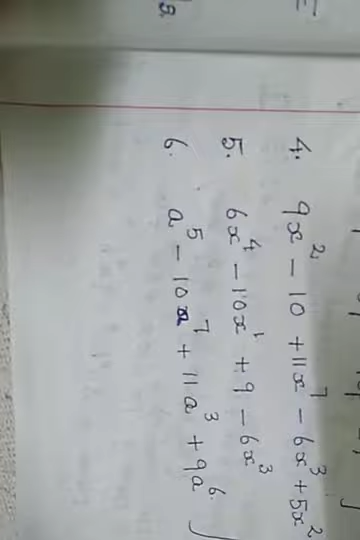 4. 9x² - 10 + 11x⁷ - 6x³ + 5x²
5. 6x⁴ - 10x¹ + 9 - 6x³
6. a⁵ - 10a⁷ + 11a³ + 9a⁶